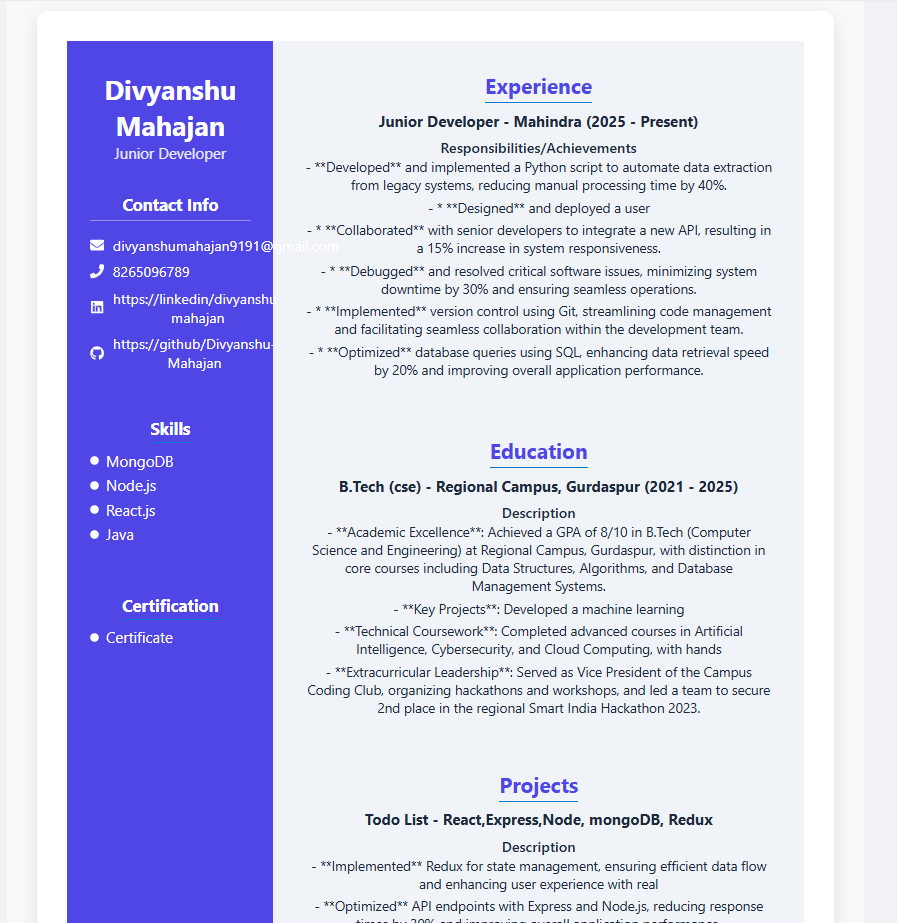 Divyanshu
Mahajan
Junior Developer
Contact Info
divyanshumahajan9191@gmail.com
8265096789
https://linkedin/divyanshu-
mahajan
https://github/Divyanshu-
Mahajan
Skills
MongoDB
Node.js
React.js
Java
Certification
Certificate
Experience
Junior Developer - Mahindra (2025 - Present)
Responsibilities/Achievements
- **Developed** and implemented a Python script to automate data extraction
from legacy systems, reducing manual processing time by 40%.
- * **Designed** and deployed a user
- * **Collaborated** with senior developers to integrate a new API, resulting in
a 15% increase in system responsiveness.
- * **Debugged** and resolved critical software issues, minimizing system
downtime by 30% and ensuring seamless operations.
- * **Implemented** version control using Git, streamlining code management
and facilitating seamless collaboration within the development team.
- * **Optimized** database queries using SQL, enhancing data retrieval speed
by 20% and improving overall application performance.
Education
B.Tech (cse) - Regional Campus, Gurdaspur (2021 - 2025)
Description
- **Academic Excellence**: Achieved a GPA of 8/10 in B.Tech (Computer
Science and Engineering) at Regional Campus, Gurdaspur, with distinction in
core courses including Data Structures, Algorithms, and Database
Management Systems.
- **Key Projects**: Developed a machine learning
- **Technical Coursework**: Completed advanced courses in Artificial
Intelligence, Cybersecurity, and Cloud Computing, with hands
- **Extracurricular Leadership**: Served as Vice President of the Campus
Coding Club, organizing hackathons and workshops, and led a team to secure
2nd place in the regional Smart India Hackathon 2023.
Projects
Todo List - React,Express,Node, mongoDB, Redux
Description
- **Implemented** Redux for state management, ensuring efficient data flow
and enhancing user experience with real
- **Optimized** API endpoints with Express and Node.js, reducing response
times by 30% and improving overall application performance.